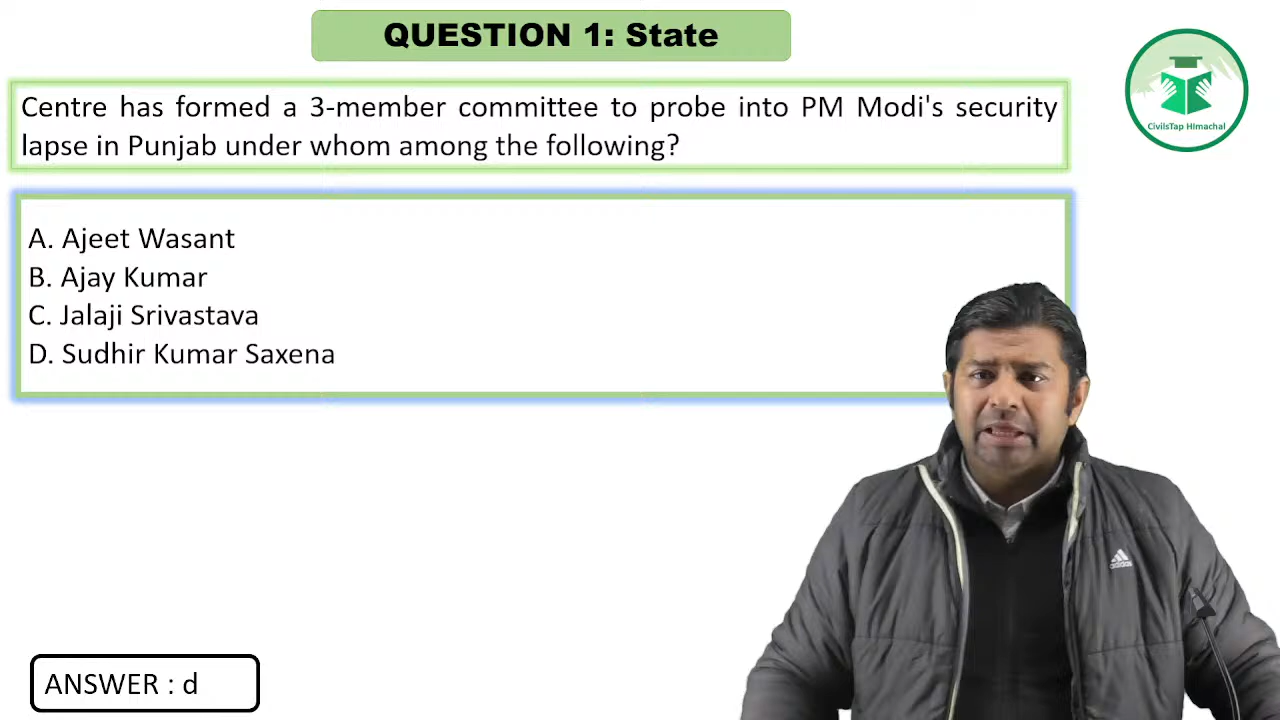 QUESTION 1: State
Centre has formed a 3-member committee to probe into PM Modi's security
lapse in Punjab under whom among the following?
A. Ajeet Wasant
B. Ajay Kumar
C. Jalaji Srivastava
D. Sudhir Kumar Saxena
ANSWER : d
CivilsTap Himachal
adidas